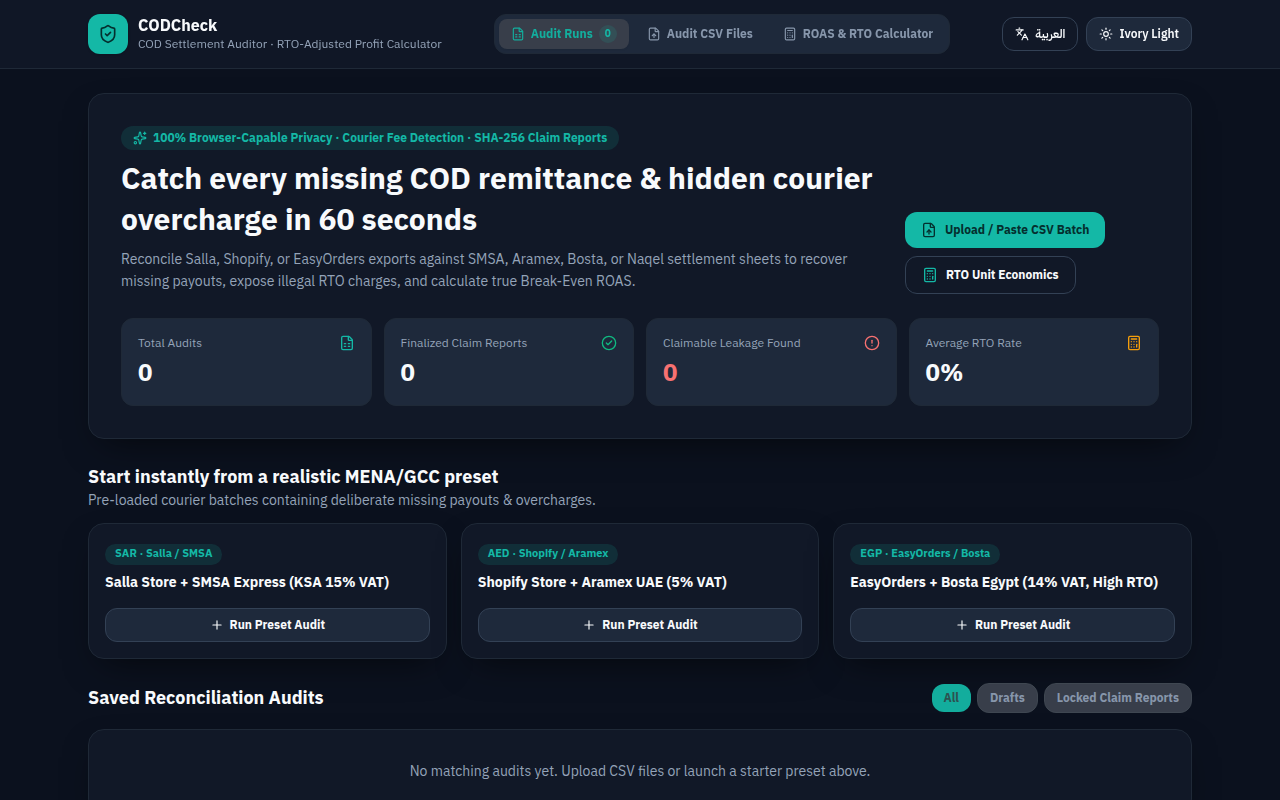 CODCheck
COD Settlement Auditor · RTO-Adjusted Profit Calculator
Audit Runs 0
Audit CSV Files
ROAS & RTO Calculator
العربية
Ivory Light
100% Browser-Capable Privacy · Courier Fee Detection · SHA-256 Claim Reports
Catch every missing COD remittance & hidden courier
overcharge in 60 seconds
Reconcile Salla, Shopify, or EasyOrders exports against SMSA, Aramex, Bosta, or Naqel settlement sheets to recover
missing payouts, expose illegal RTO charges, and calculate true Break-Even ROAS.
Upload / Paste CSV Batch
RTO Unit Economics
Total Audits
0
Finalized Claim Reports
0
Claimable Leakage Found
0
Average RTO Rate
0%
Start instantly from a realistic MENA/GCC preset
Pre-loaded courier batches containing deliberate missing payouts & overcharges.
SAR · Salla / SMSA
Salla Store + SMSA Express (KSA 15% VAT)
Run Preset Audit
AED · Shopify / Aramex
Shopify Store + Aramex UAE (5% VAT)
Run Preset Audit
EGP · EasyOrders / Bosta
EasyOrders + Bosta Egypt (14% VAT, High RTO)
Run Preset Audit
Saved Reconciliation Audits
All
Drafts
Locked Claim Reports
No matching audits yet. Upload CSV files or launch a starter preset above.